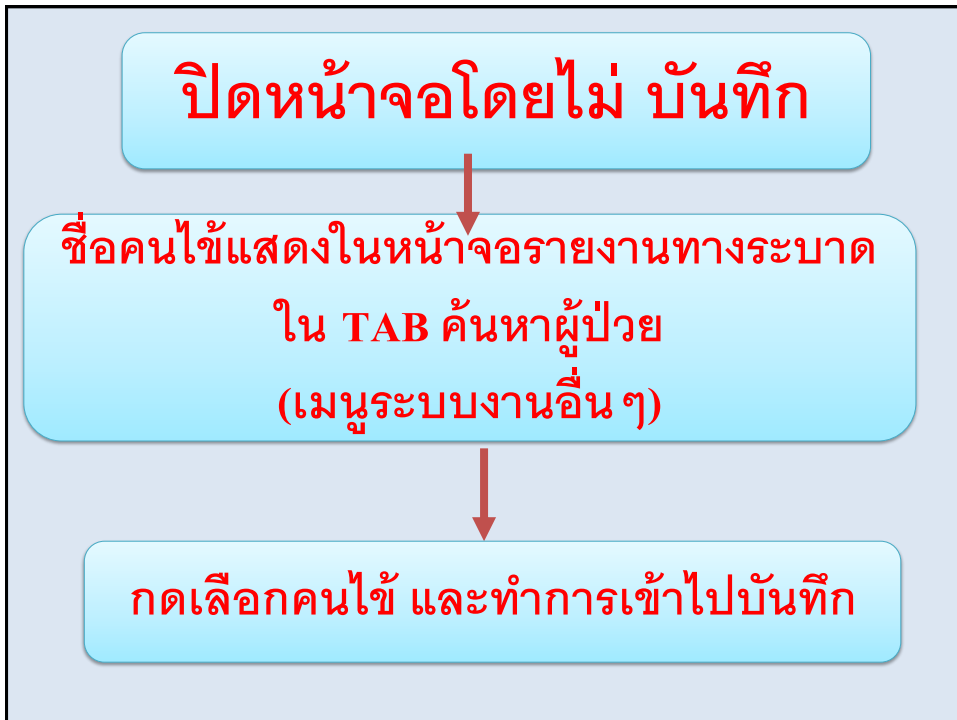 ปิดหน้าจอโดยไม่ บันทึก
ชื่อคนไข้แสดงในหน้าจอรายงานทางระบาด
ใน TAB ค้นหาผู้ป่วย
(เมนูระบบงานอื่น ๆ)
กดเลือกคนไข้ และทำการเข้าไปบันทึก